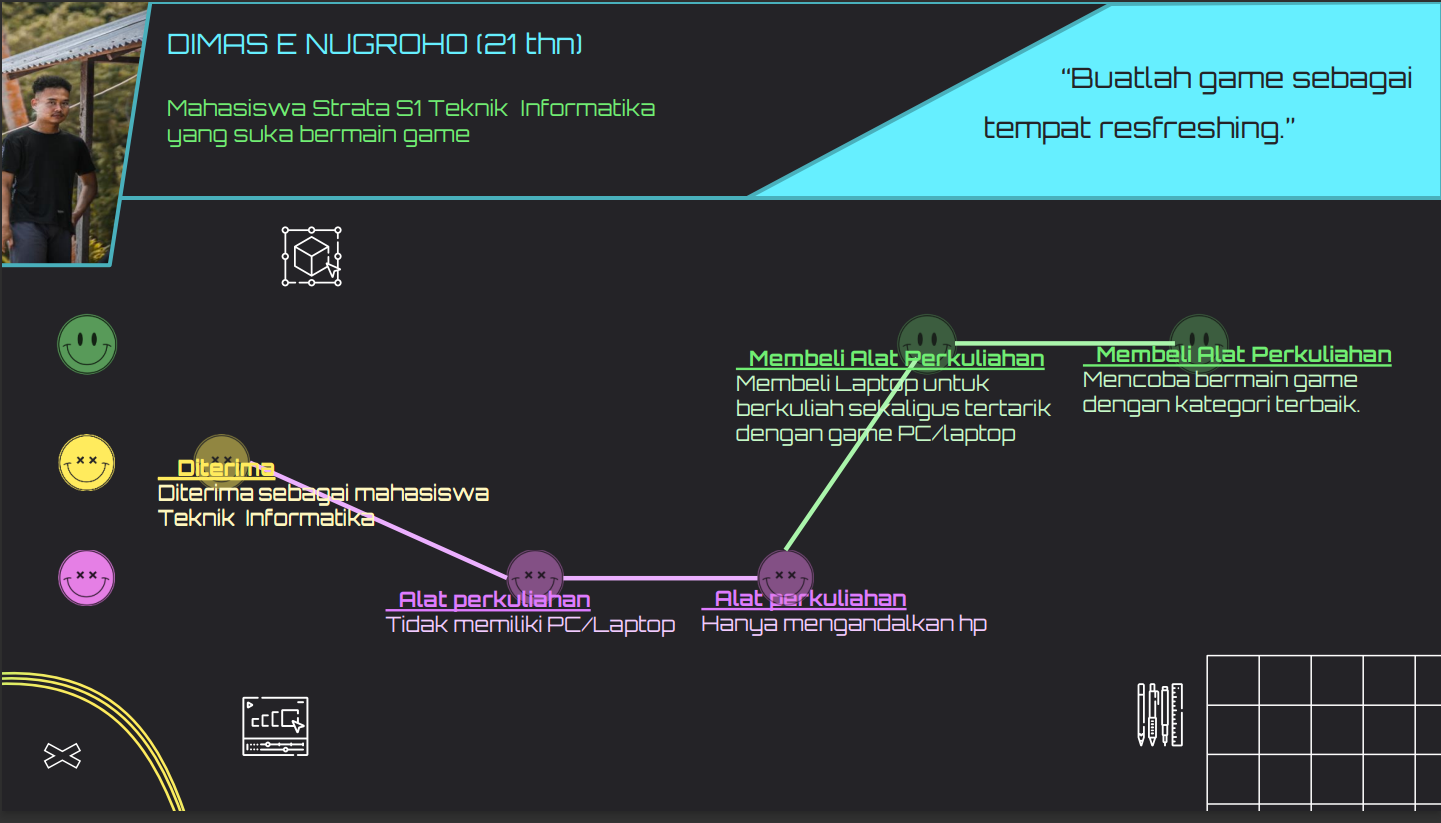 DIMAS E NUGROHO (21 thn)
Mahasiswa Strata S1 Teknik Informatika
yang suka bermain game
“Buatlah game sebagai
tempat resfreshing.”
Membeli Alat Perkuliahan
Membeli Laptop untuk
berkuliah sekaligus tertarik
dengan game PC/laptop
Membeli Alat Perkuliahan
Mencoba bermain game
dengan kategori terbaik.
Diterima
Diterima sebagai mahasiswa
Teknik Informatika
Alat perkuliahan
Tidak memiliki PC/Laptop
Alat perkuliahan
Hanya mengandalkan hp